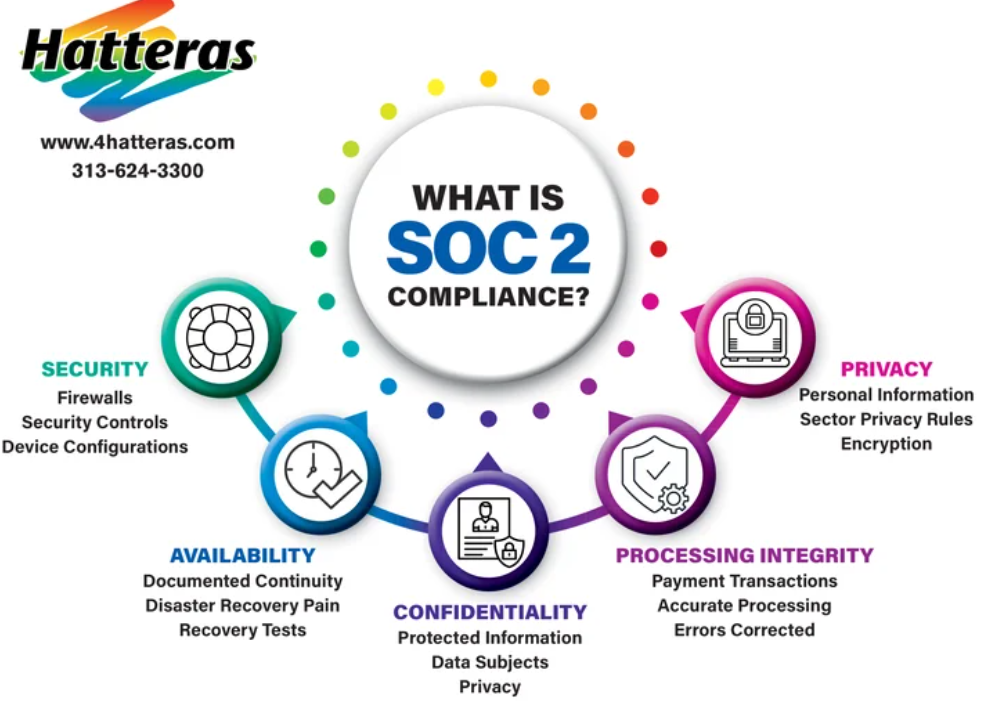 Hatteras
www.4hatteras.com
313-624-3300
WHAT IS
SOC 2
COMPLIANCE?
SECURITY
Firewalls
Security Controls
Device Configurations
AVAILABILITY
Documented Continuity
Disaster Recovery Pain
Recovery Tests
CONFIDENTIALITY
Protected Information
Data Subjects
Privacy
PROCESSING INTEGRITY
Payment Transactions
Accurate Processing
Errors Corrected
PRIVACY
Personal Information
Sector Privacy Rules
Encryption